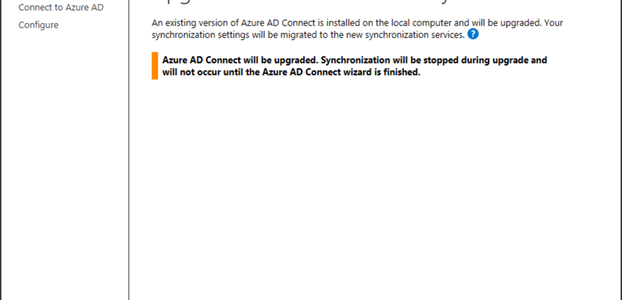 Connect to Azure AD
Configure
An existing version of Azure AD Connect is installed on the local computer and will be upgraded. Your
synchronization settings will be migrated to the new synchronization services. ?
Azure AD Connect will be upgraded. Synchronization will be stopped during upgrade and
will not occur until the Azure AD Connect wizard is finished.